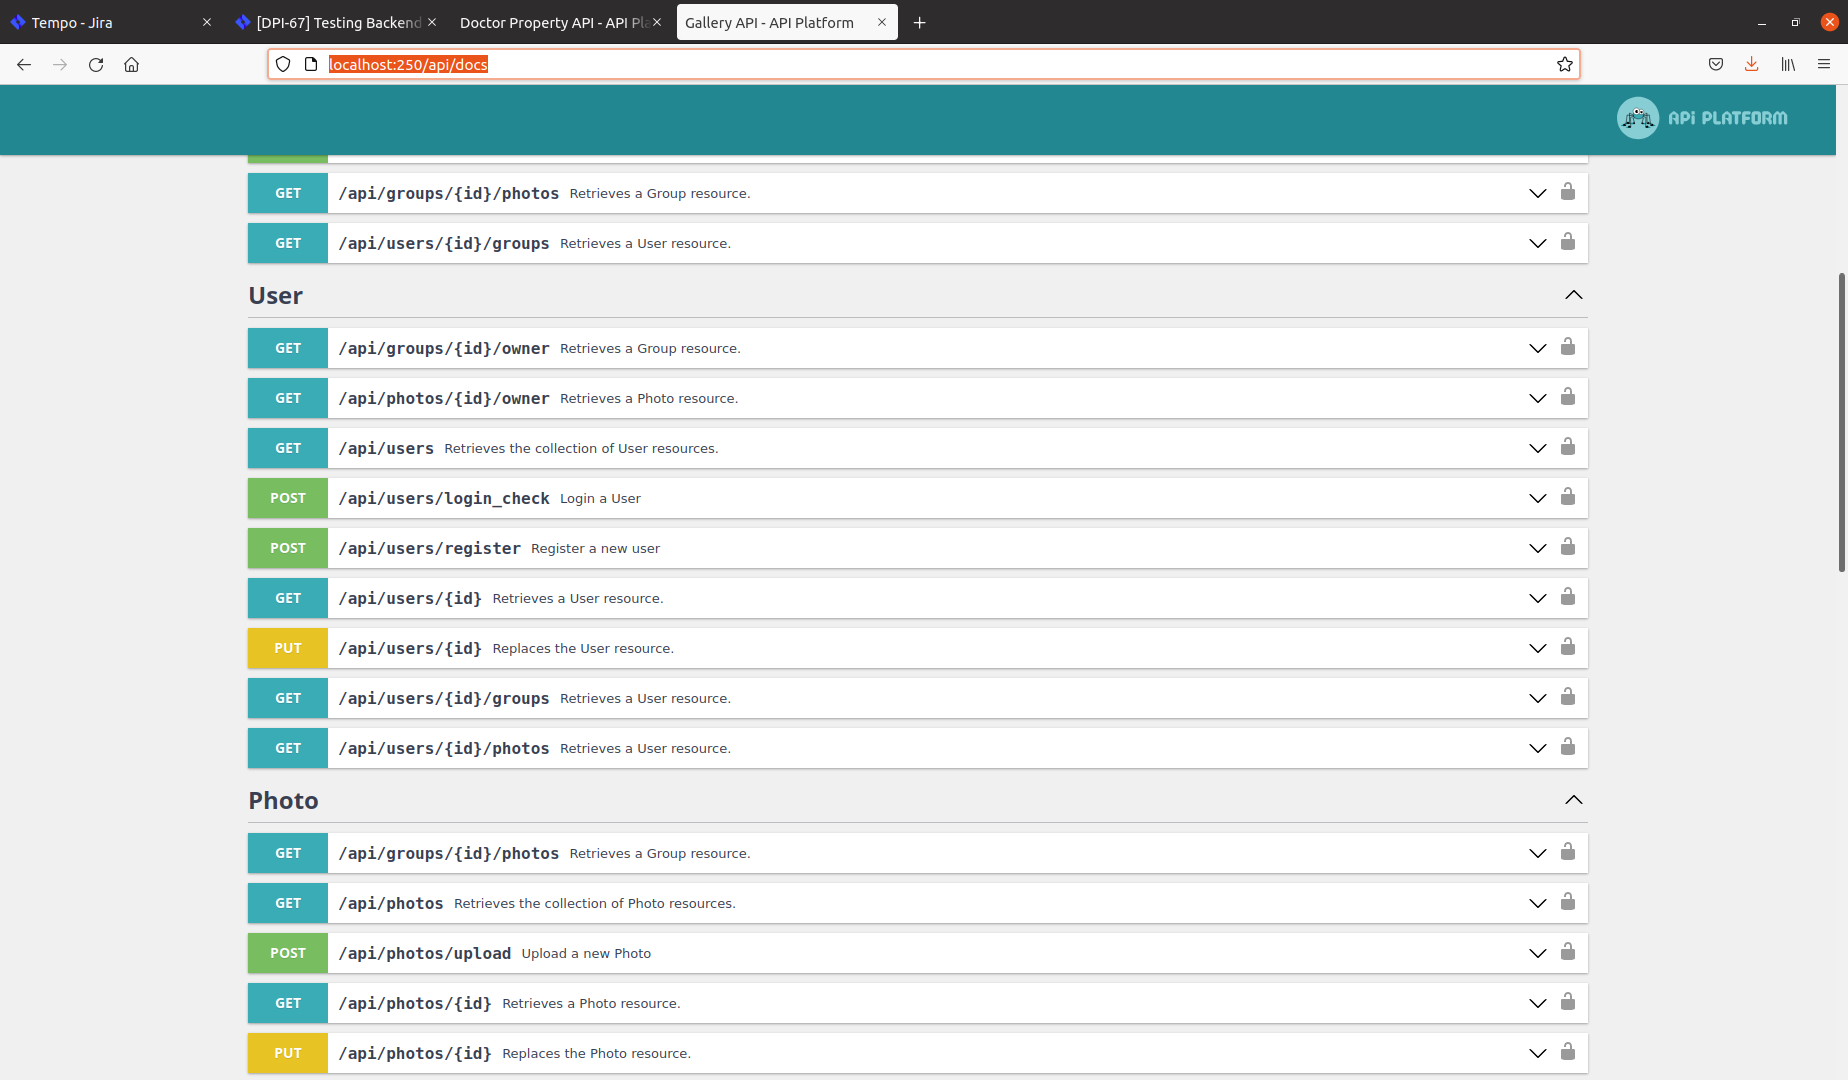 Tempo - Jira
[DPI-67] Testing Backend
Doctor Property API - API Pla
Gallery API - API Platform
localhost:250/api/docs
API PLATFORM
GET /api/groups/{id}/photos Retrieves a Group resource.
GET /api/users/{id}/groups Retrieves a User resource.
User
GET /api/groups/{id}/owner Retrieves a Group resource.
GET /api/photos/{id}/owner Retrieves a Photo resource.
GET /api/users Retrieves the collection of User resources.
POST /api/users/login_check Login a User
POST /api/users/register Register a new user
GET /api/users/{id} Retrieves a User resource.
PUT /api/users/{id} Replaces the User resource.
GET /api/users/{id}/groups Retrieves a User resource.
GET /api/users/{id}/photos Retrieves a User resource.
Photo
GET /api/groups/{id}/photos Retrieves a Group resource.
GET /api/photos Retrieves the collection of Photo resources.
POST /api/photos/upload Upload a new Photo
GET /api/photos/{id} Retrieves a Photo resource.
PUT /api/photos/{id} Replaces the Photo resource.